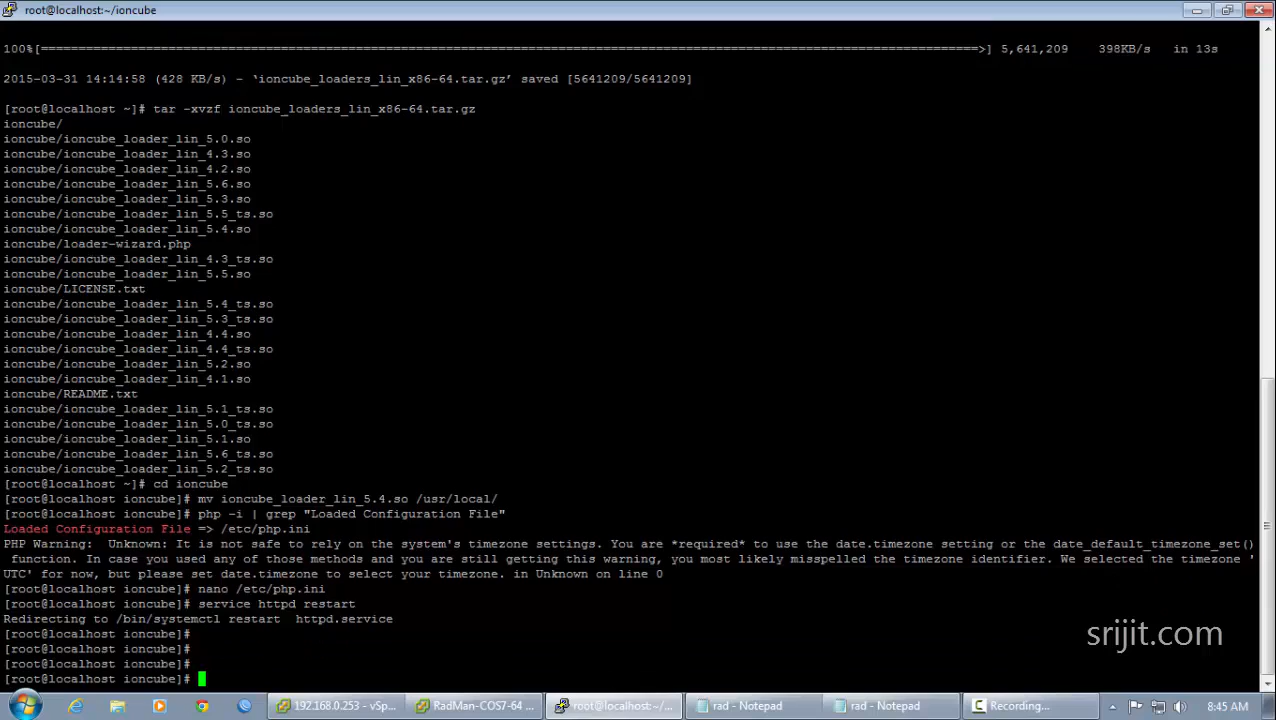 root@localhost:~/ioncube
100%[=================================================================================================================>] 5,641,209    398KB/s   in 13s
2015-03-31 14:14:58 (428 KB/s) - ‘ioncube_loaders_lin_x86-64.tar.gz’ saved [5641209/5641209]
[root@localhost ~]# tar -xvzf ioncube_loaders_lin_x86-64.tar.gz
ioncube/
ioncube/ioncube_loader_lin_5.0.so
ioncube/ioncube_loader_lin_4.3.so
ioncube/ioncube_loader_lin_4.2.so
ioncube/ioncube_loader_lin_5.6.so
ioncube/ioncube_loader_lin_5.3.so
ioncube/ioncube_loader_lin_5.5_ts.so
ioncube/ioncube_loader_lin_5.4.so
ioncube/loader-wizard.php
ioncube/ioncube_loader_lin_4.3_ts.so
ioncube/ioncube_loader_lin_5.5.so
ioncube/LICENSE.txt
ioncube/ioncube_loader_lin_5.4_ts.so
ioncube/ioncube_loader_lin_5.3_ts.so
ioncube/ioncube_loader_lin_4.4.so
ioncube/ioncube_loader_lin_4.4_ts.so
ioncube/ioncube_loader_lin_5.2.so
ioncube/ioncube_loader_lin_4.1.so
ioncube/README.txt
ioncube/ioncube_loader_lin_5.1_ts.so
ioncube/ioncube_loader_lin_5.0_ts.so
ioncube/ioncube_loader_lin_5.1.so
ioncube/ioncube_loader_lin_5.6_ts.so
ioncube/ioncube_loader_lin_5.2_ts.so
[root@localhost ~]# cd ioncube
[root@localhost ioncube]# mv ioncube_loader_lin_5.4.so /usr/local/
[root@localhost ioncube]# php -i | grep "Loaded Configuration File"
Loaded Configuration File => /etc/php.ini
PHP Warning:  Unknown: It is not safe to rely on the system's timezone settings. You are *required* to use the date.timezone setting or the date_default_timezone_set()
 function. In case you used any of those methods and you are still getting this warning, you most likely misspelled the timezone identifier. We selected the timezone '
UTC' for now, but please set date.timezone to select your timezone. in Unknown on line 0
[root@localhost ioncube]# nano /etc/php.ini
[root@localhost ioncube]# service httpd restart
Redirecting to /bin/systemctl restart  httpd.service
[root@localhost ioncube]#
[root@localhost ioncube]#
[root@localhost ioncube]#
[root@localhost ioncube]#
srijit.com
192.168.0.253 - vSp... RadMan-COS7-64 ... root@localhost:~/... rad - Notepad rad - Notepad Recording... 8:45 AM